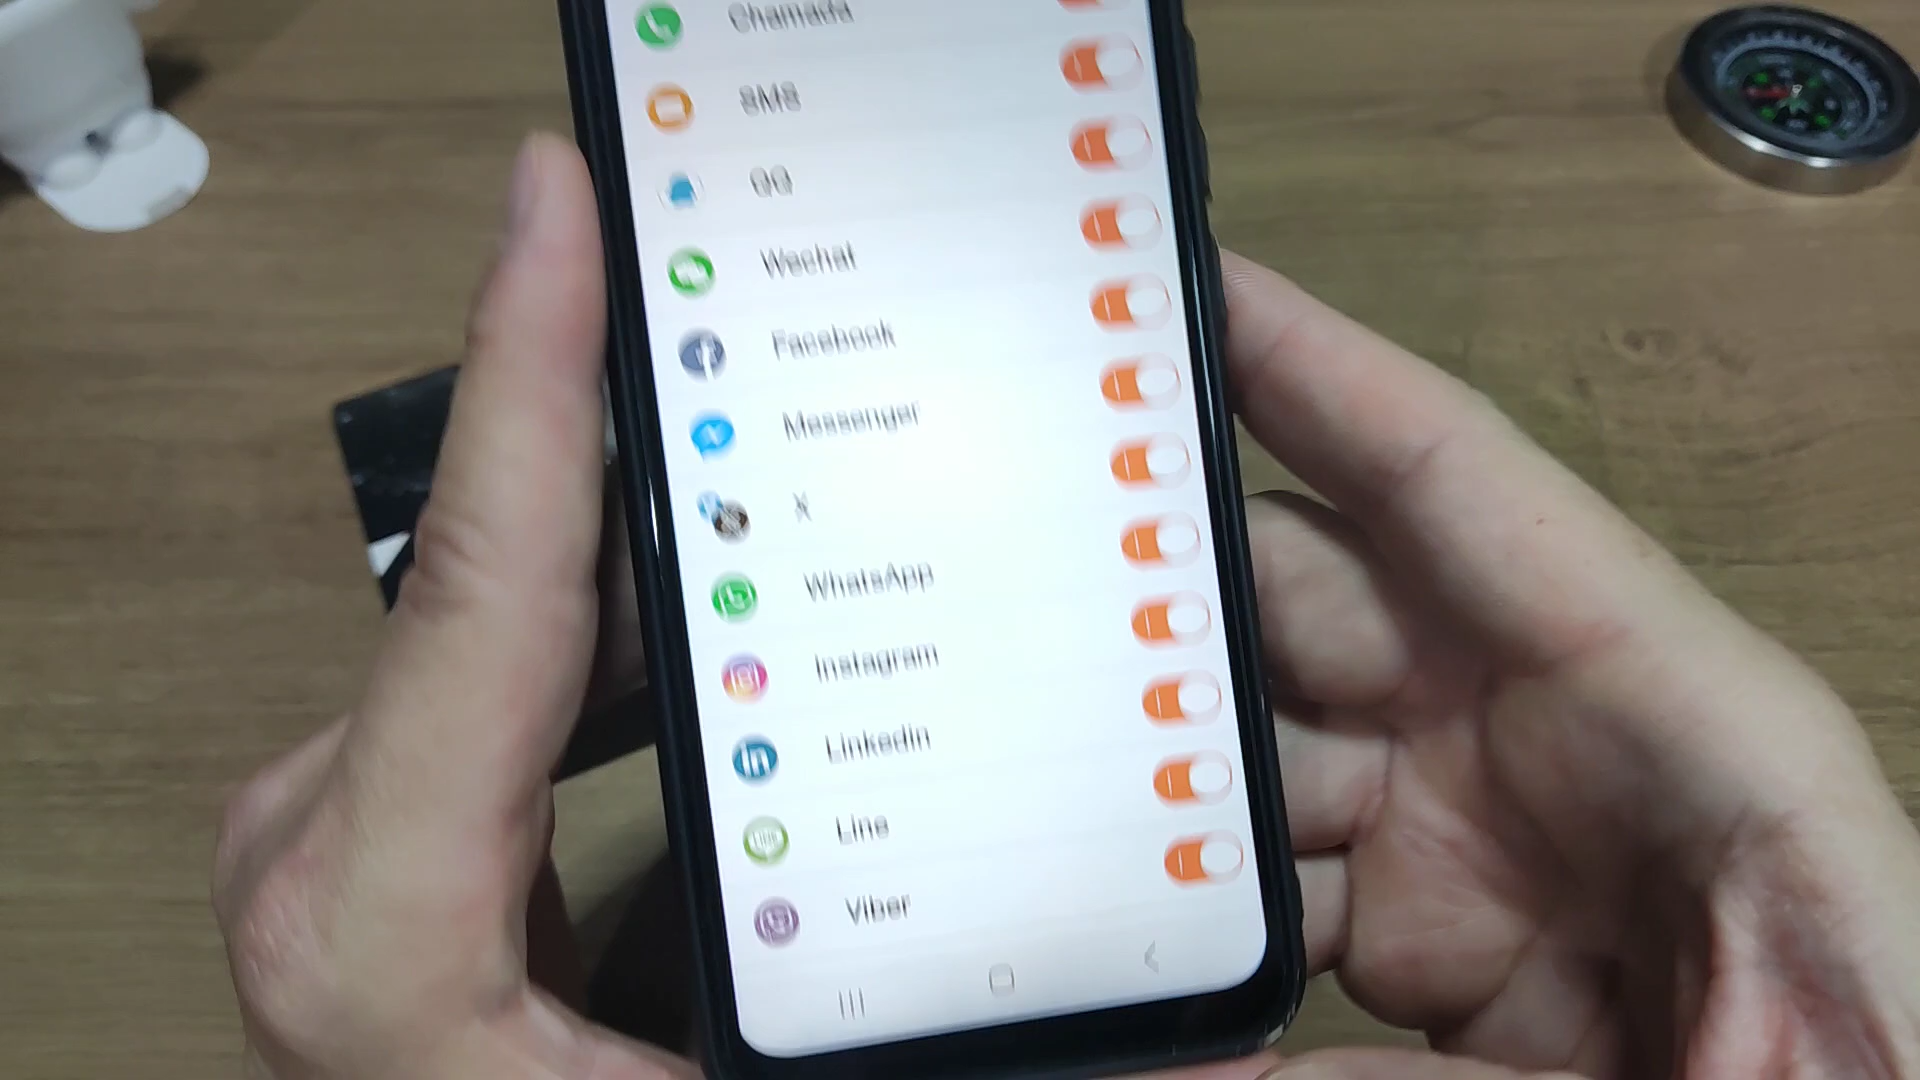 Chamada
SMS
QQ
Wechat
Facebook
Messenger
X
WhatsApp
Instagram
LinkedIn
Line
Viber